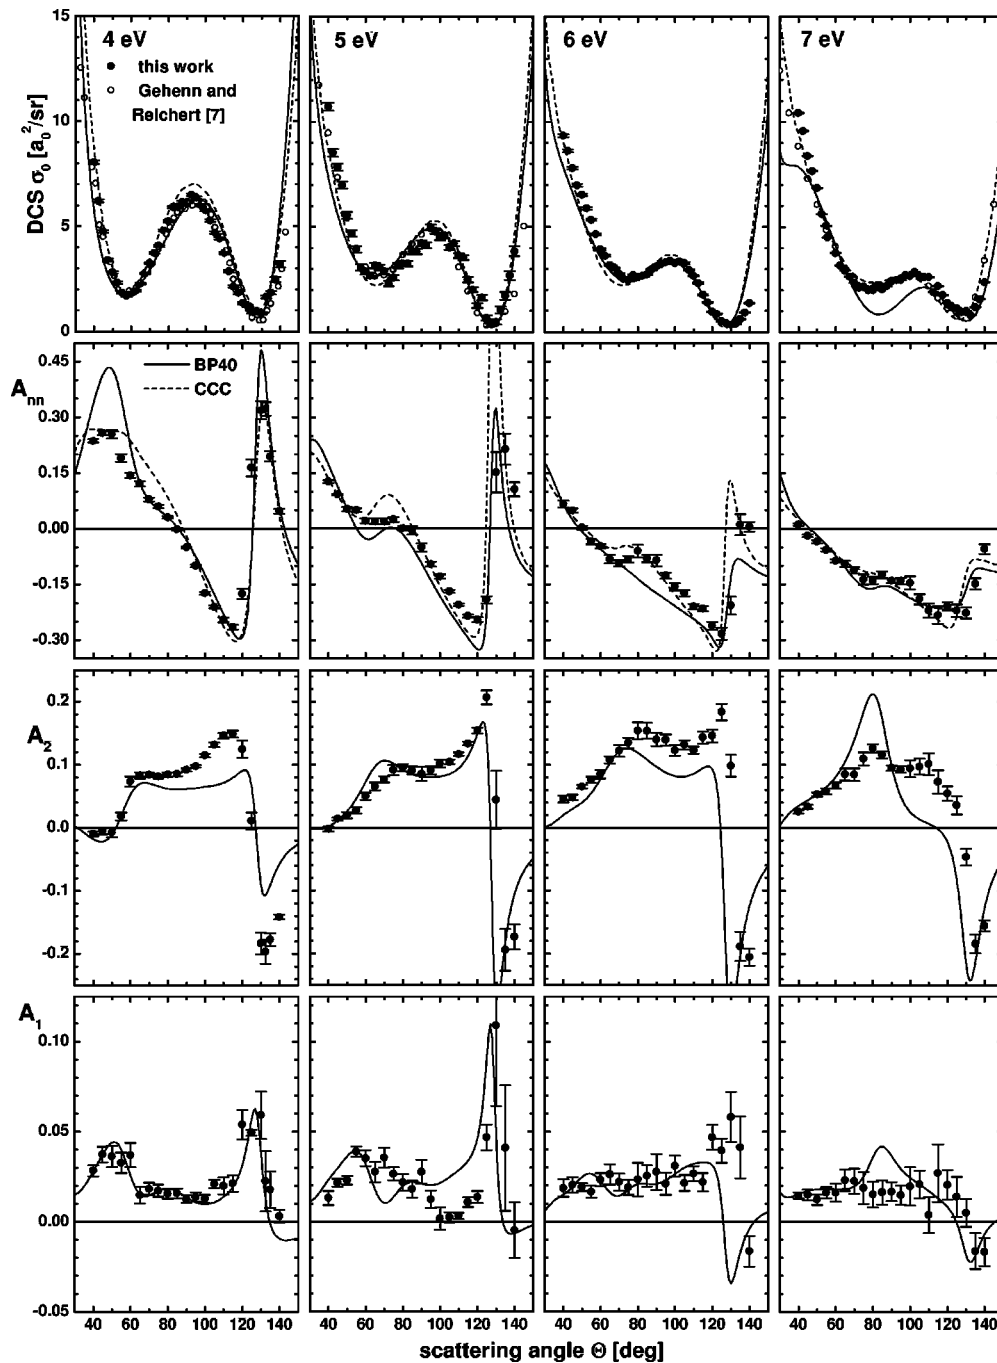 4 eV 5 eV 6 eV 7 eV
this work
Gehenn and
Reichert [7]
DCS σ0 [a0^2/sr]
15
10
5
0
BP40
CCC
Ann
0.45
0.30
0.15
0.00
-0.15
-0.30
A2
0.2
0.1
0.0
-0.1
-0.2
A1
0.10
0.05
0.00
-0.05
40 60 80 100 120 140 40 60 80 100 120 140 40 60 80 100 120 140 40 60 80 100 120 140
scattering angle Θ [deg]